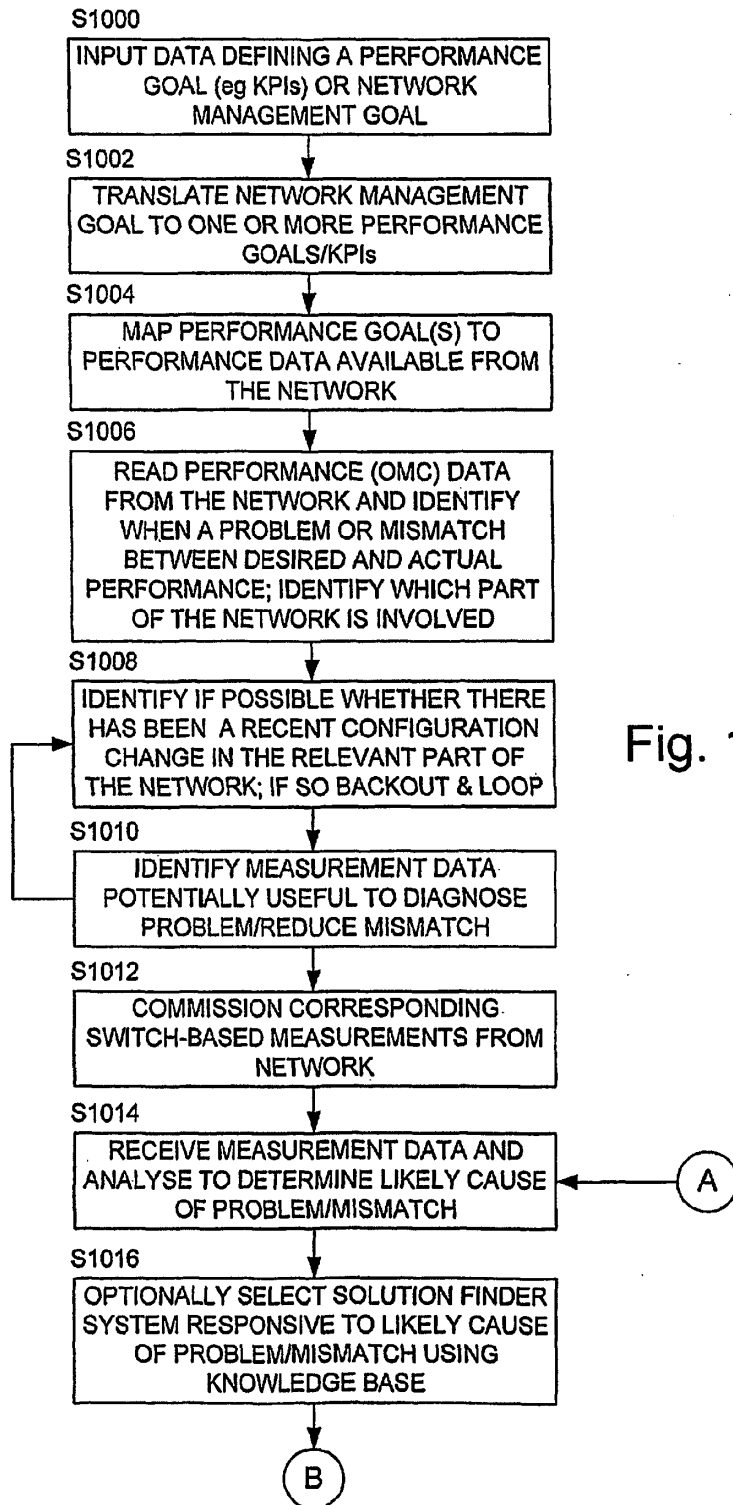 S1000
INPUT DATA DEFINING A PERFORMANCE
GOAL (eg KPIs) OR NETWORK
MANAGEMENT GOAL
S1002
TRANSLATE NETWORK MANAGEMENT
GOAL TO ONE OR MORE PERFORMANCE
GOALS/KPIs
S1004
MAP PERFORMANCE GOAL(S) TO
PERFORMANCE DATA AVAILABLE FROM
THE NETWORK
S1006
READ PERFORMANCE (OMC) DATA
FROM THE NETWORK AND IDENTIFY
WHEN A PROBLEM OR MISMATCH
BETWEEN DESIRED AND ACTUAL
PERFORMANCE; IDENTIFY WHICH PART
OF THE NETWORK IS INVOLVED
S1008
IDENTIFY IF POSSIBLE WHETHER THERE
HAS BEEN A RECENT CONFIGURATION
CHANGE IN THE RELEVANT PART OF
THE NETWORK; IF SO BACKOUT & LOOP
Fig.
S1010
IDENTIFY MEASUREMENT DATA
POTENTIALLY USEFUL TO DIAGNOSE
PROBLEM/REDUCE MISMATCH
S1012
COMMISSION CORRESPONDING
SWITCH-BASED MEASUREMENTS FROM
NETWORK
S1014
RECEIVE MEASUREMENT DATA AND
ANALYSE TO DETERMINE LIKELY CAUSE
OF PROBLEM/MISMATCH
A
S1016
OPTIONALLY SELECT SOLUTION FINDER
SYSTEM RESPONSIVE TO LIKELY CAUSE
OF PROBLEM/MISMATCH USING
KNOWLEDGE BASE
B